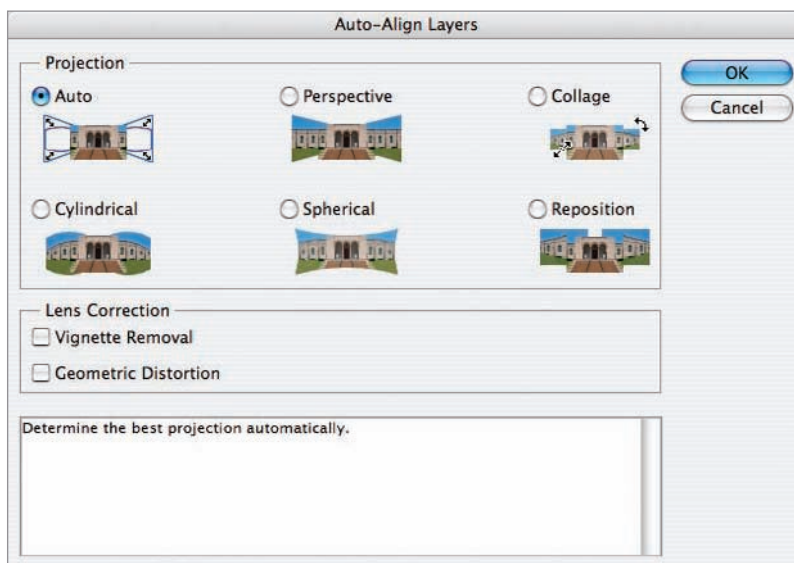 Auto-Align Layers
Projection
Auto
Perspective
Collage
Cylindrical
Spherical
Reposition
OK
Cancel
Lens Correction
Vignette Removal
Geometric Distortion
Determine the best projection automatically.